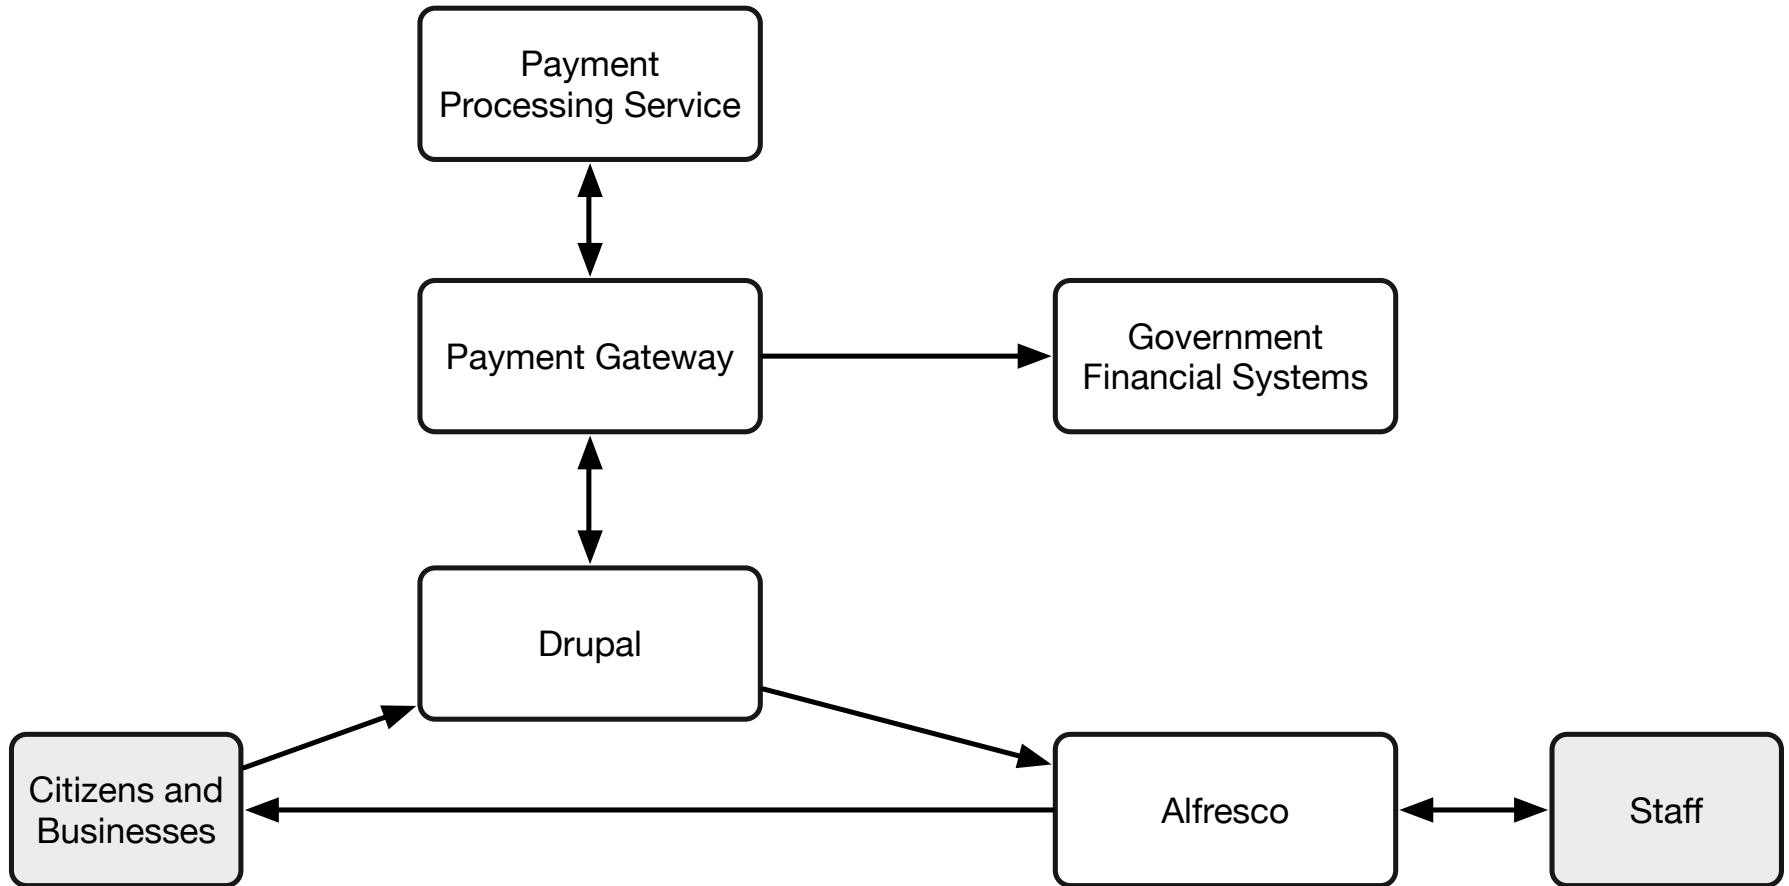 Payment
Processing Service
Payment Gateway
Government
Financial Systems
Drupal
Citizens and
Businesses
Alfresco
Staff